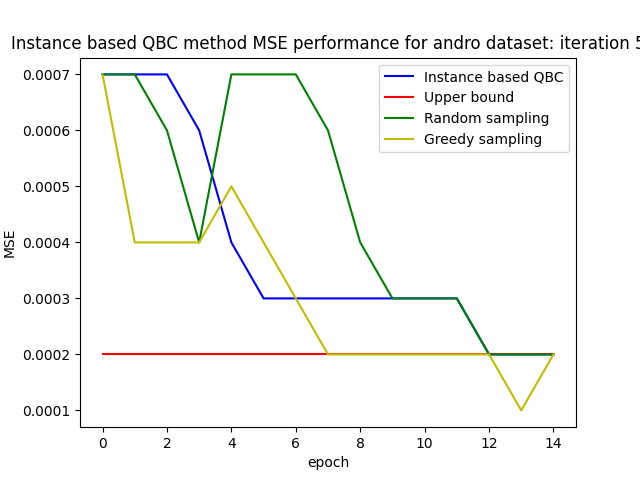 Instance based QBC method MSE performance for andro dataset: iteration 5
0.0007
0.0006
0.0005
0.0004
0.0003
0.0002
0.0001
MSE
Instance based QBC
Upper bound
Random sampling
Greedy sampling
0 2 4 6 8 10 12 14
epoch